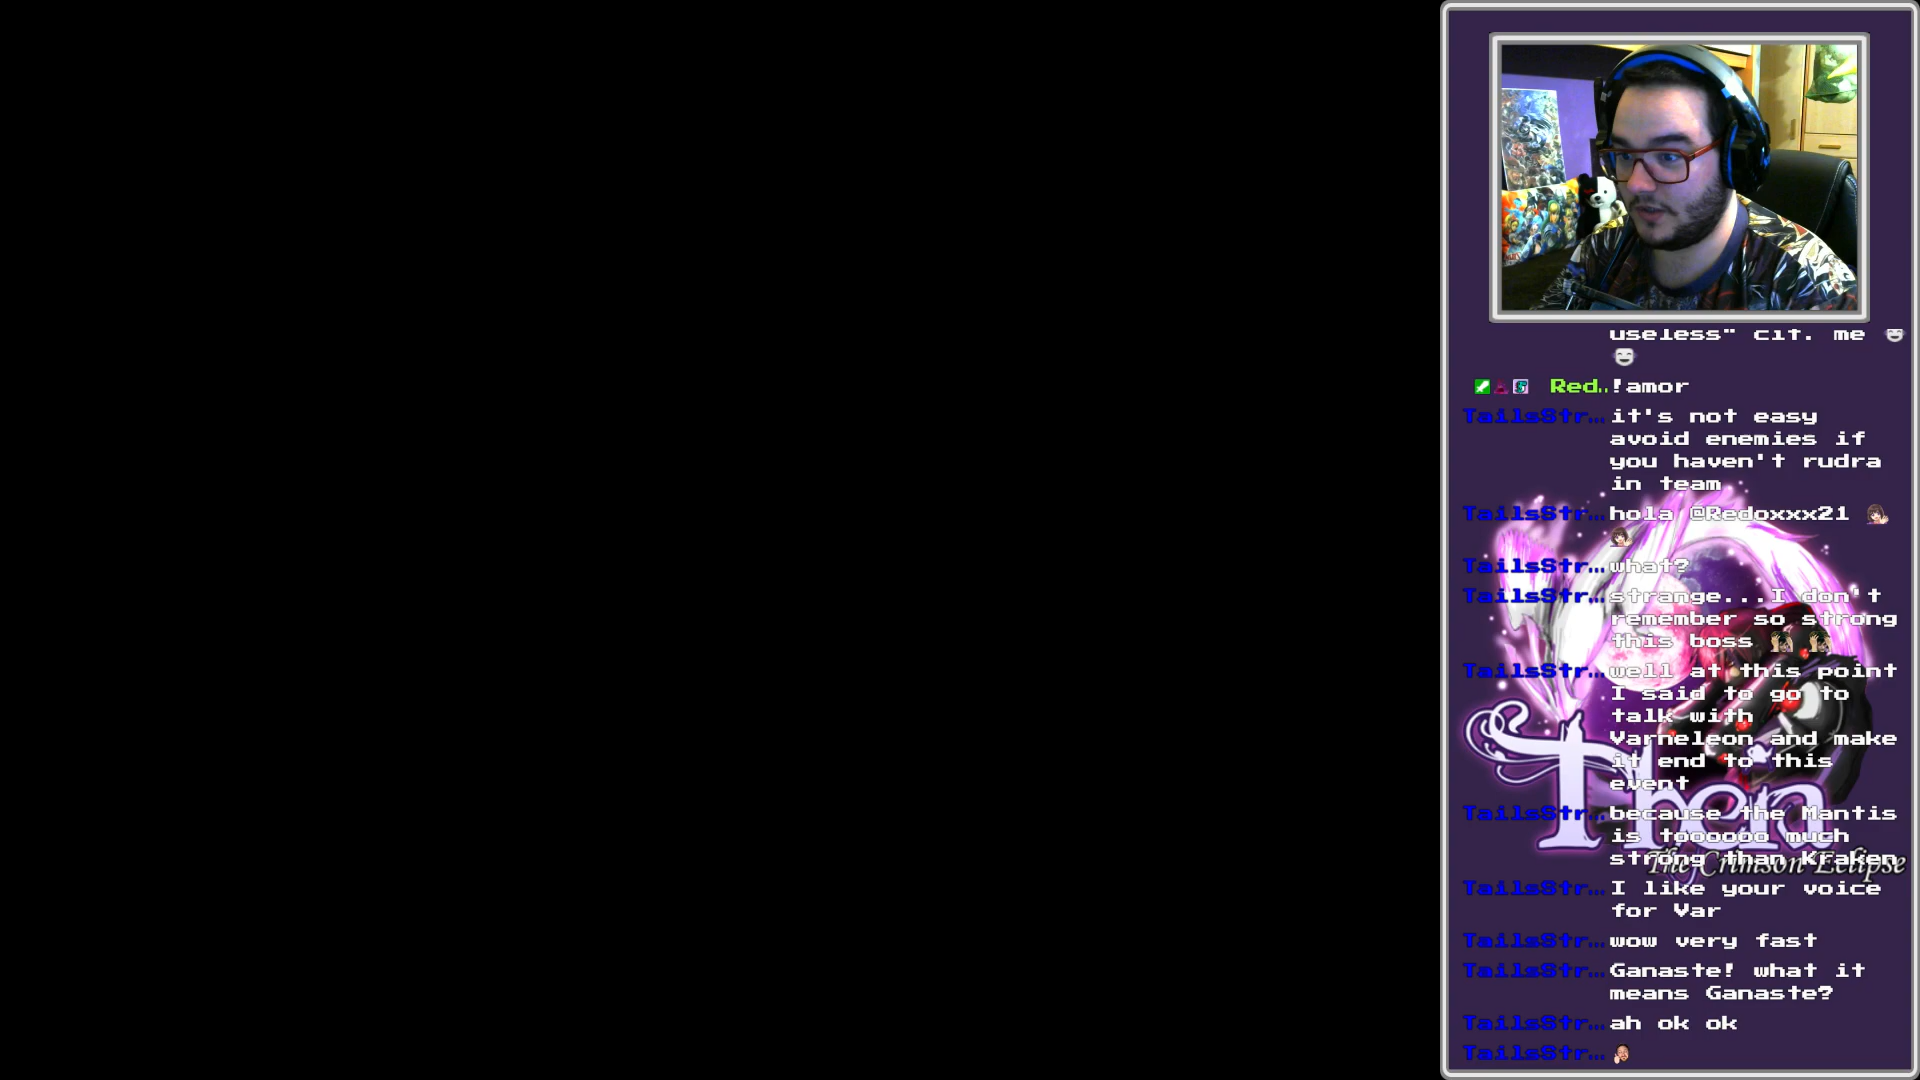 useless" cit. me
Red..!amor
TailsStr...it's not easy
avoid enemies if
you haven't rudra
in team
TailsStr...hola @Redoxxx21
TailsStr...what?
TailsStr...strange...I don't
remember so strong
this boss
TailsStr...well at this point
I said to go to
talk with
Varneleon and make
it end to this
event
TailsStr...because the Mantis
is toooooo much
strong than Kraken
TailsStr...I like your voice
for Var
TailsStr...wow very fast
TailsStr...Ganaste! what it
means Ganaste?
TailsStr...ah ok ok
TailsStr...
Thera
The Crimson Eclipse